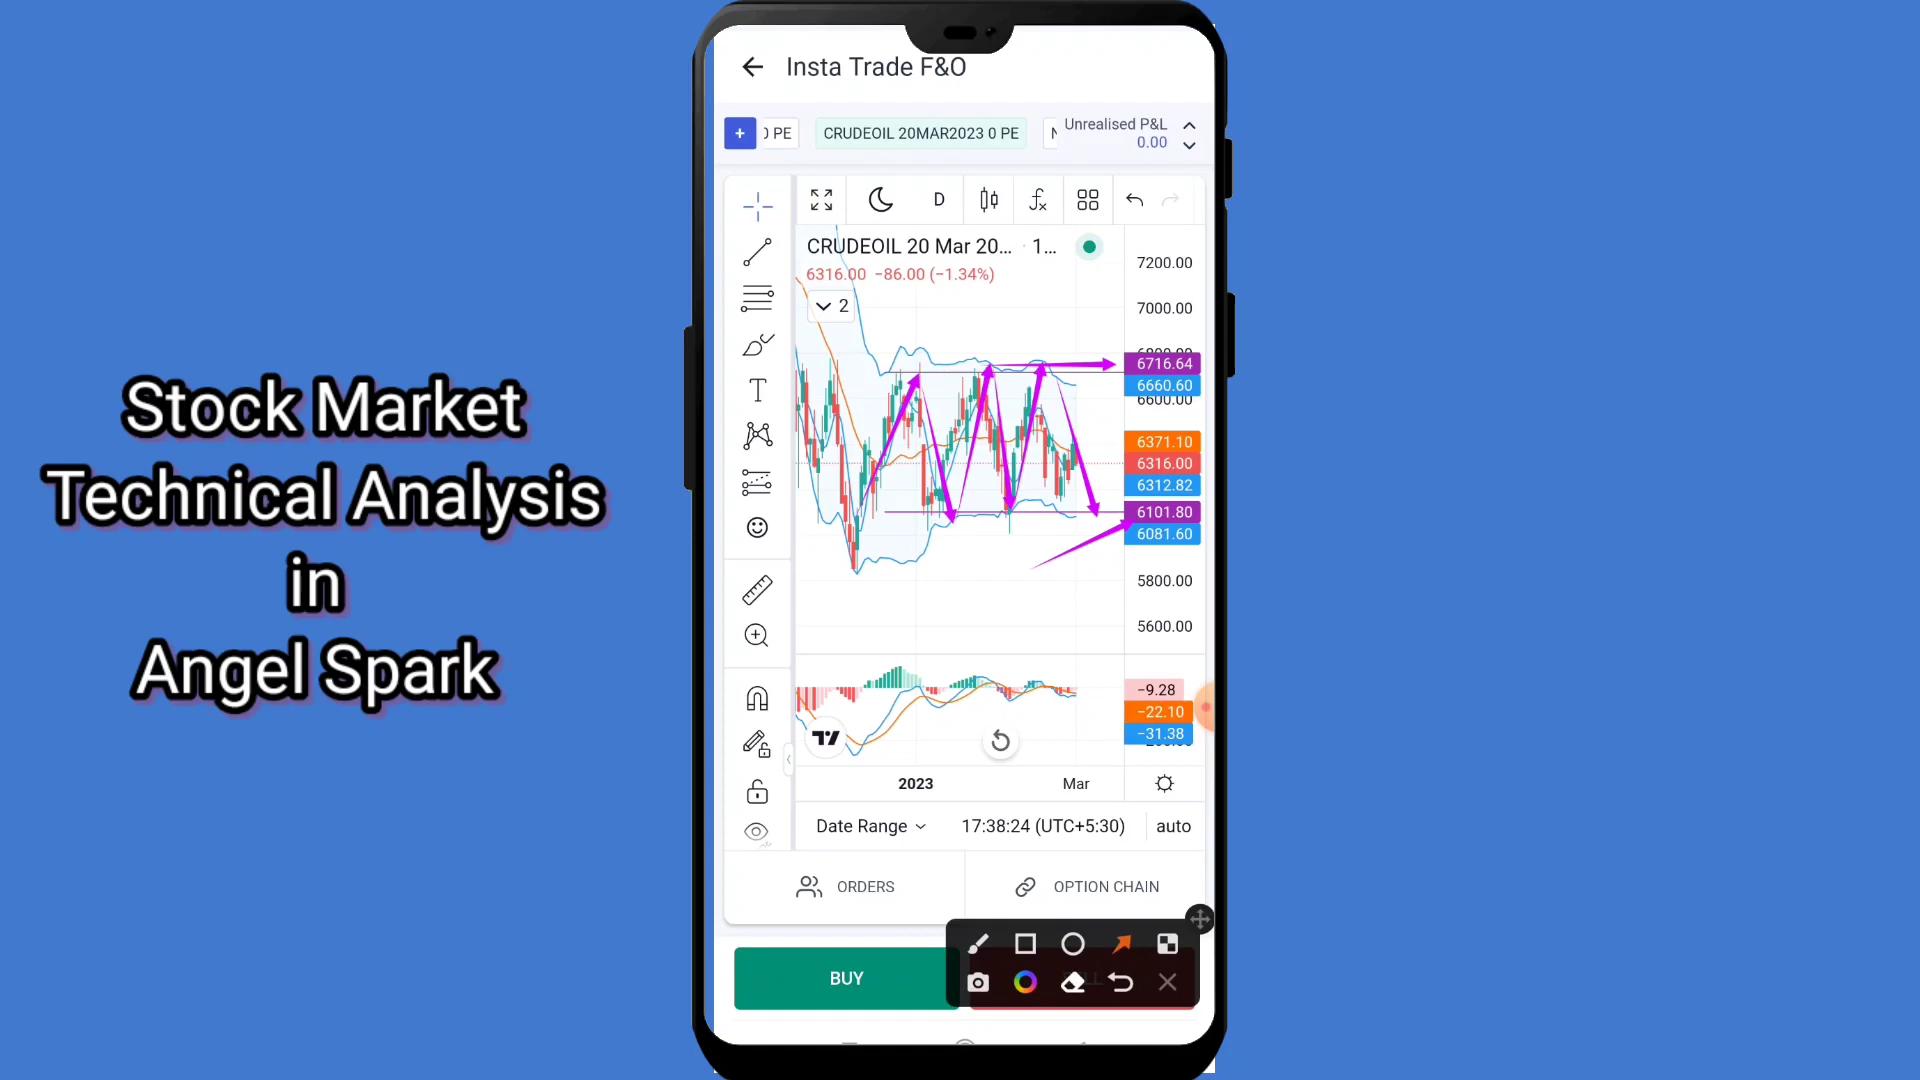 Stock Market
Technical Analysis
in
Angel Spark
Insta Trade F&O
+
PE
CRUDEOIL 20MAR2023 0 PE
Unrealised P&L
0.00
D
CRUDEOIL 20 Mar 20... · 1...
6316.00 −86.00 (−1.34%)
2
7200.00
7000.00
6716.64
6660.60
6600.00
6371.10
6316.00
6312.82
6101.80
6081.60
5800.00
5600.00
−9.28
−22.10
−31.38
2023 Mar
Date Range 17:38:24 (UTC+5:30) auto
ORDERS OPTION CHAIN
BUY